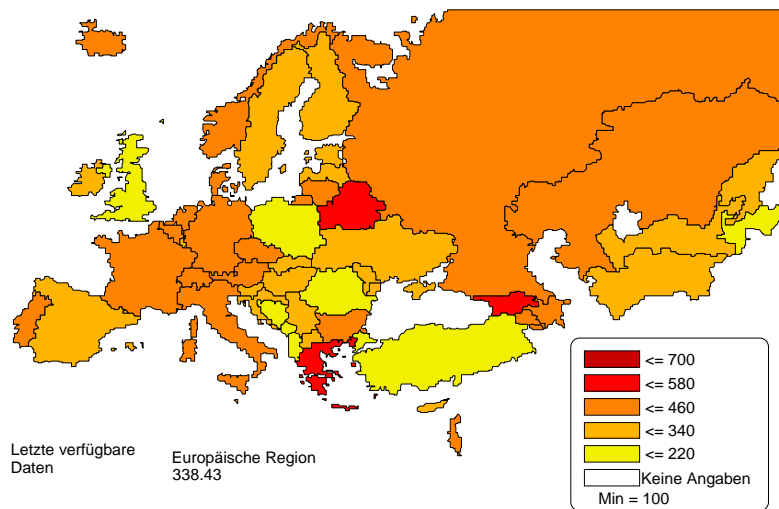 <= 700
<= 580
<= 460
<= 340
<= 220
Keine Angaben
Min = 100
Letzte verfügbare
Daten
Europäische Region
338.43